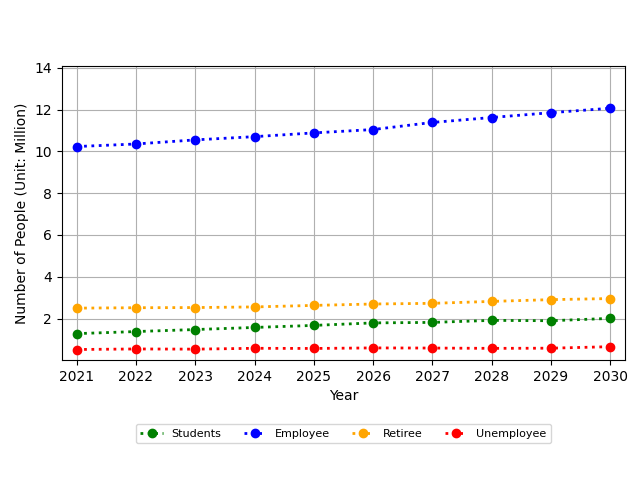 14
12
10
8
6
4
2
Number of People (Unit: Million)
2021 2022 2023 2024 2025 2026 2027 2028 2029 2030
Year
Students Employee Retiree Unemployee